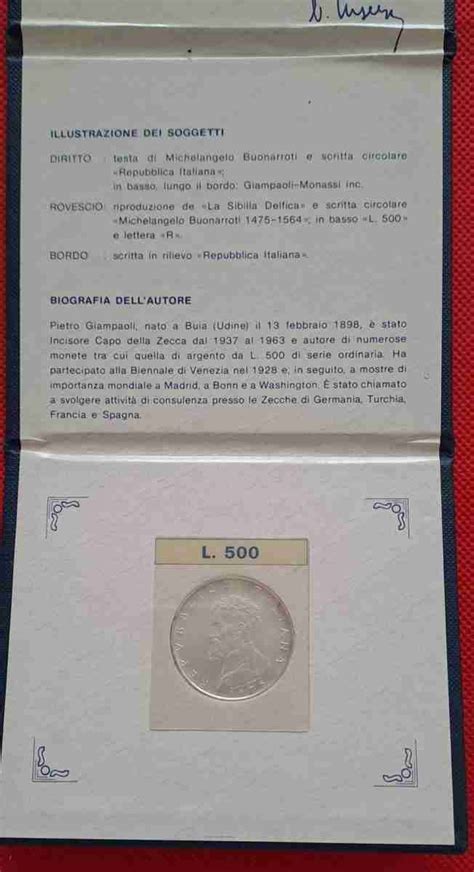 ILLUSTRAZIONE DEI SOGGETTI
DIRITTO : testa di Michelangelo Buonarroti e scritta circolare
«Repubblica Italiana»;
in basso, lungo il bordo: Giampaoli-Monassi inc.
ROVESCIO: riproduzione de «La Sibilla Delfica» e scritta circolare
«Michelangelo Buonarroti 1475-1564»; in basso «L. 500»
e lettera «R».
BORDO : scritta in rilievo «Repubblica Italiana».
BIOGRAFIA DELL'AUTORE
Pietro Giampaoli, nato a Buia (Udine) il 13 febbraio 1898, è stato
Incisore Capo della Zecca dal 1937 al 1963 e autore di numerose
monete tra cui quella di argento da L. 500 di serie ordinaria. Ha
partecipato alla Biennale di Venezia nel 1928 e, in seguito, a mostre di
importanza mondiale a Madrid, a Bonn e a Washington. È stato chiamato
a svolgere attività di consulenza presso le Zecche di Germania, Turchia,
Francia e Spagna.
L. 500